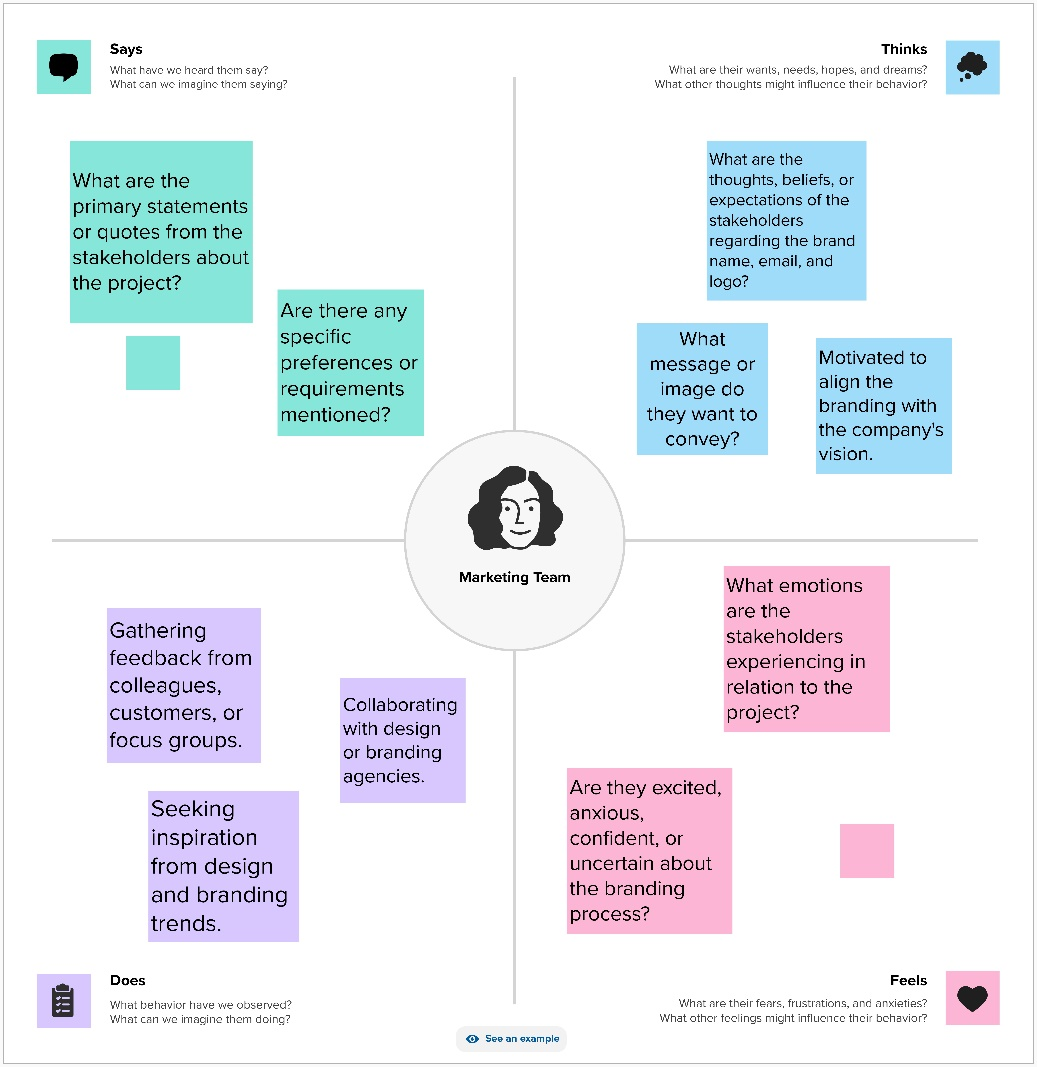 Says
What have we heard them say?
What can we imagine them saying?
Thinks
What are their wants, needs, hopes, and dreams?
What other thoughts might influence their behavior?
What are the
primary statements
or quotes from the
stakeholders about
the project?
Are there any
specific
preferences or
requirements
mentioned?
What are the
thoughts, beliefs, or
expectations of the
stakeholders
regarding the brand
name, email, and
logo?
What
message or
image do
they want to
convey?
Motivated to
align the
branding with
the company's
vision.
Marketing Team
Gathering
feedback from
colleagues,
customers, or
focus groups.
Collaborating
with design
or branding
agencies.
Seeking
inspiration
from design
and branding
trends.
What emotions
are the
stakeholders
experiencing in
relation to the
project?
Are they excited,
anxious,
confident, or
uncertain about
the branding
process?
Does
What behavior have we observed?
What can we imagine them doing?
Feels
What are their fears, frustrations, and anxieties?
What other feelings might influence their behavior?
See an example